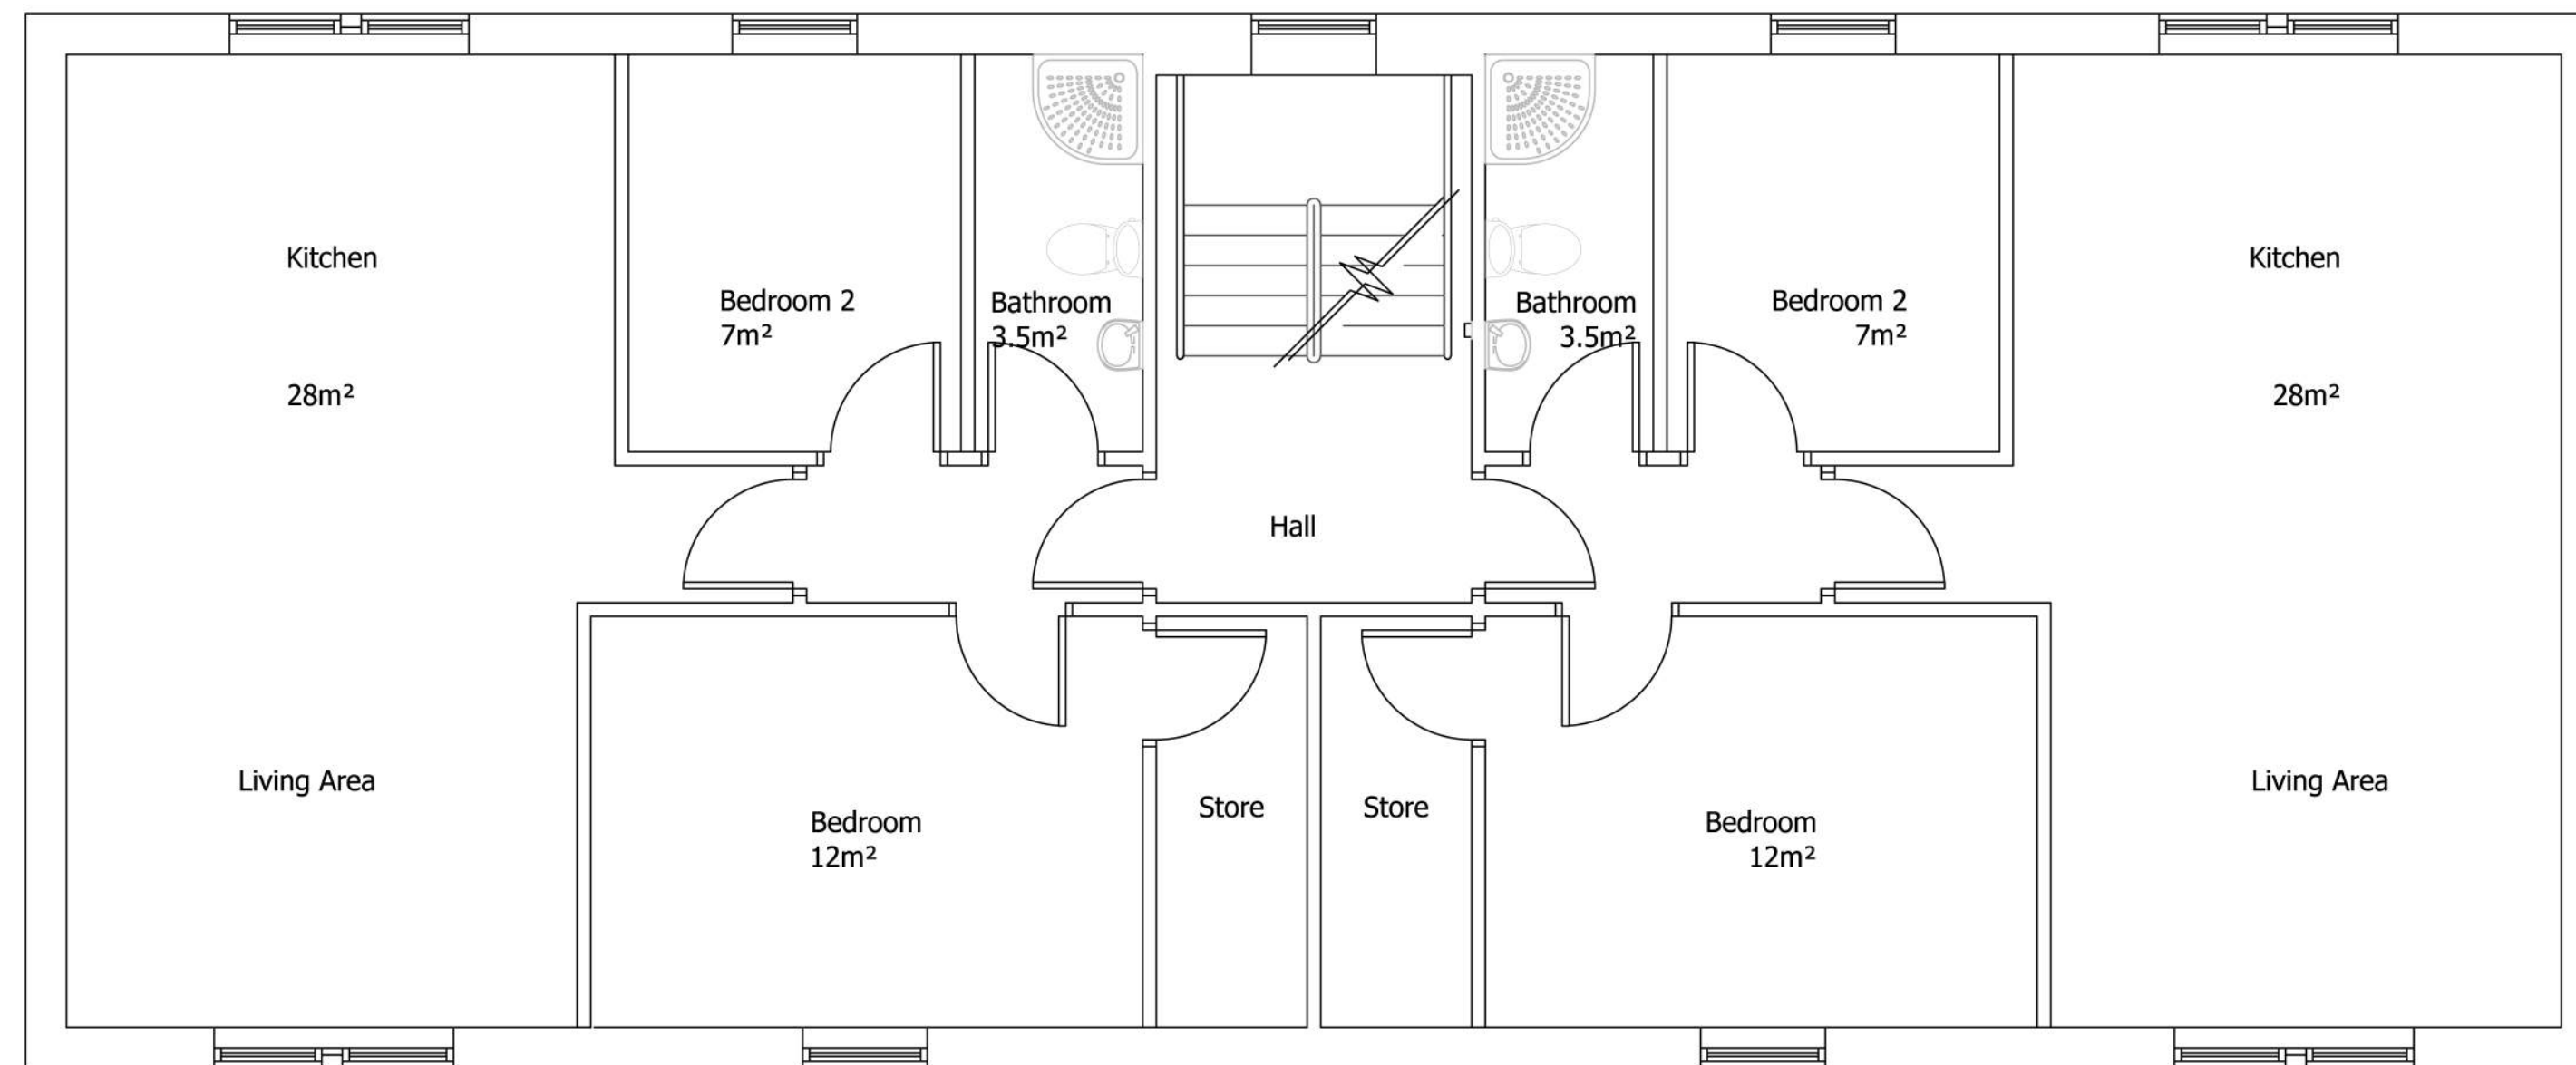 Kitchen
28m²
Living Area
Bedroom 2
7m²
Bathroom
3.5m²
Bedroom
12m²
Hall
Store
Store
Bathroom
3.5m²
Bedroom 2
7m²
Bedroom
12m²
Kitchen
28m²
Living Area